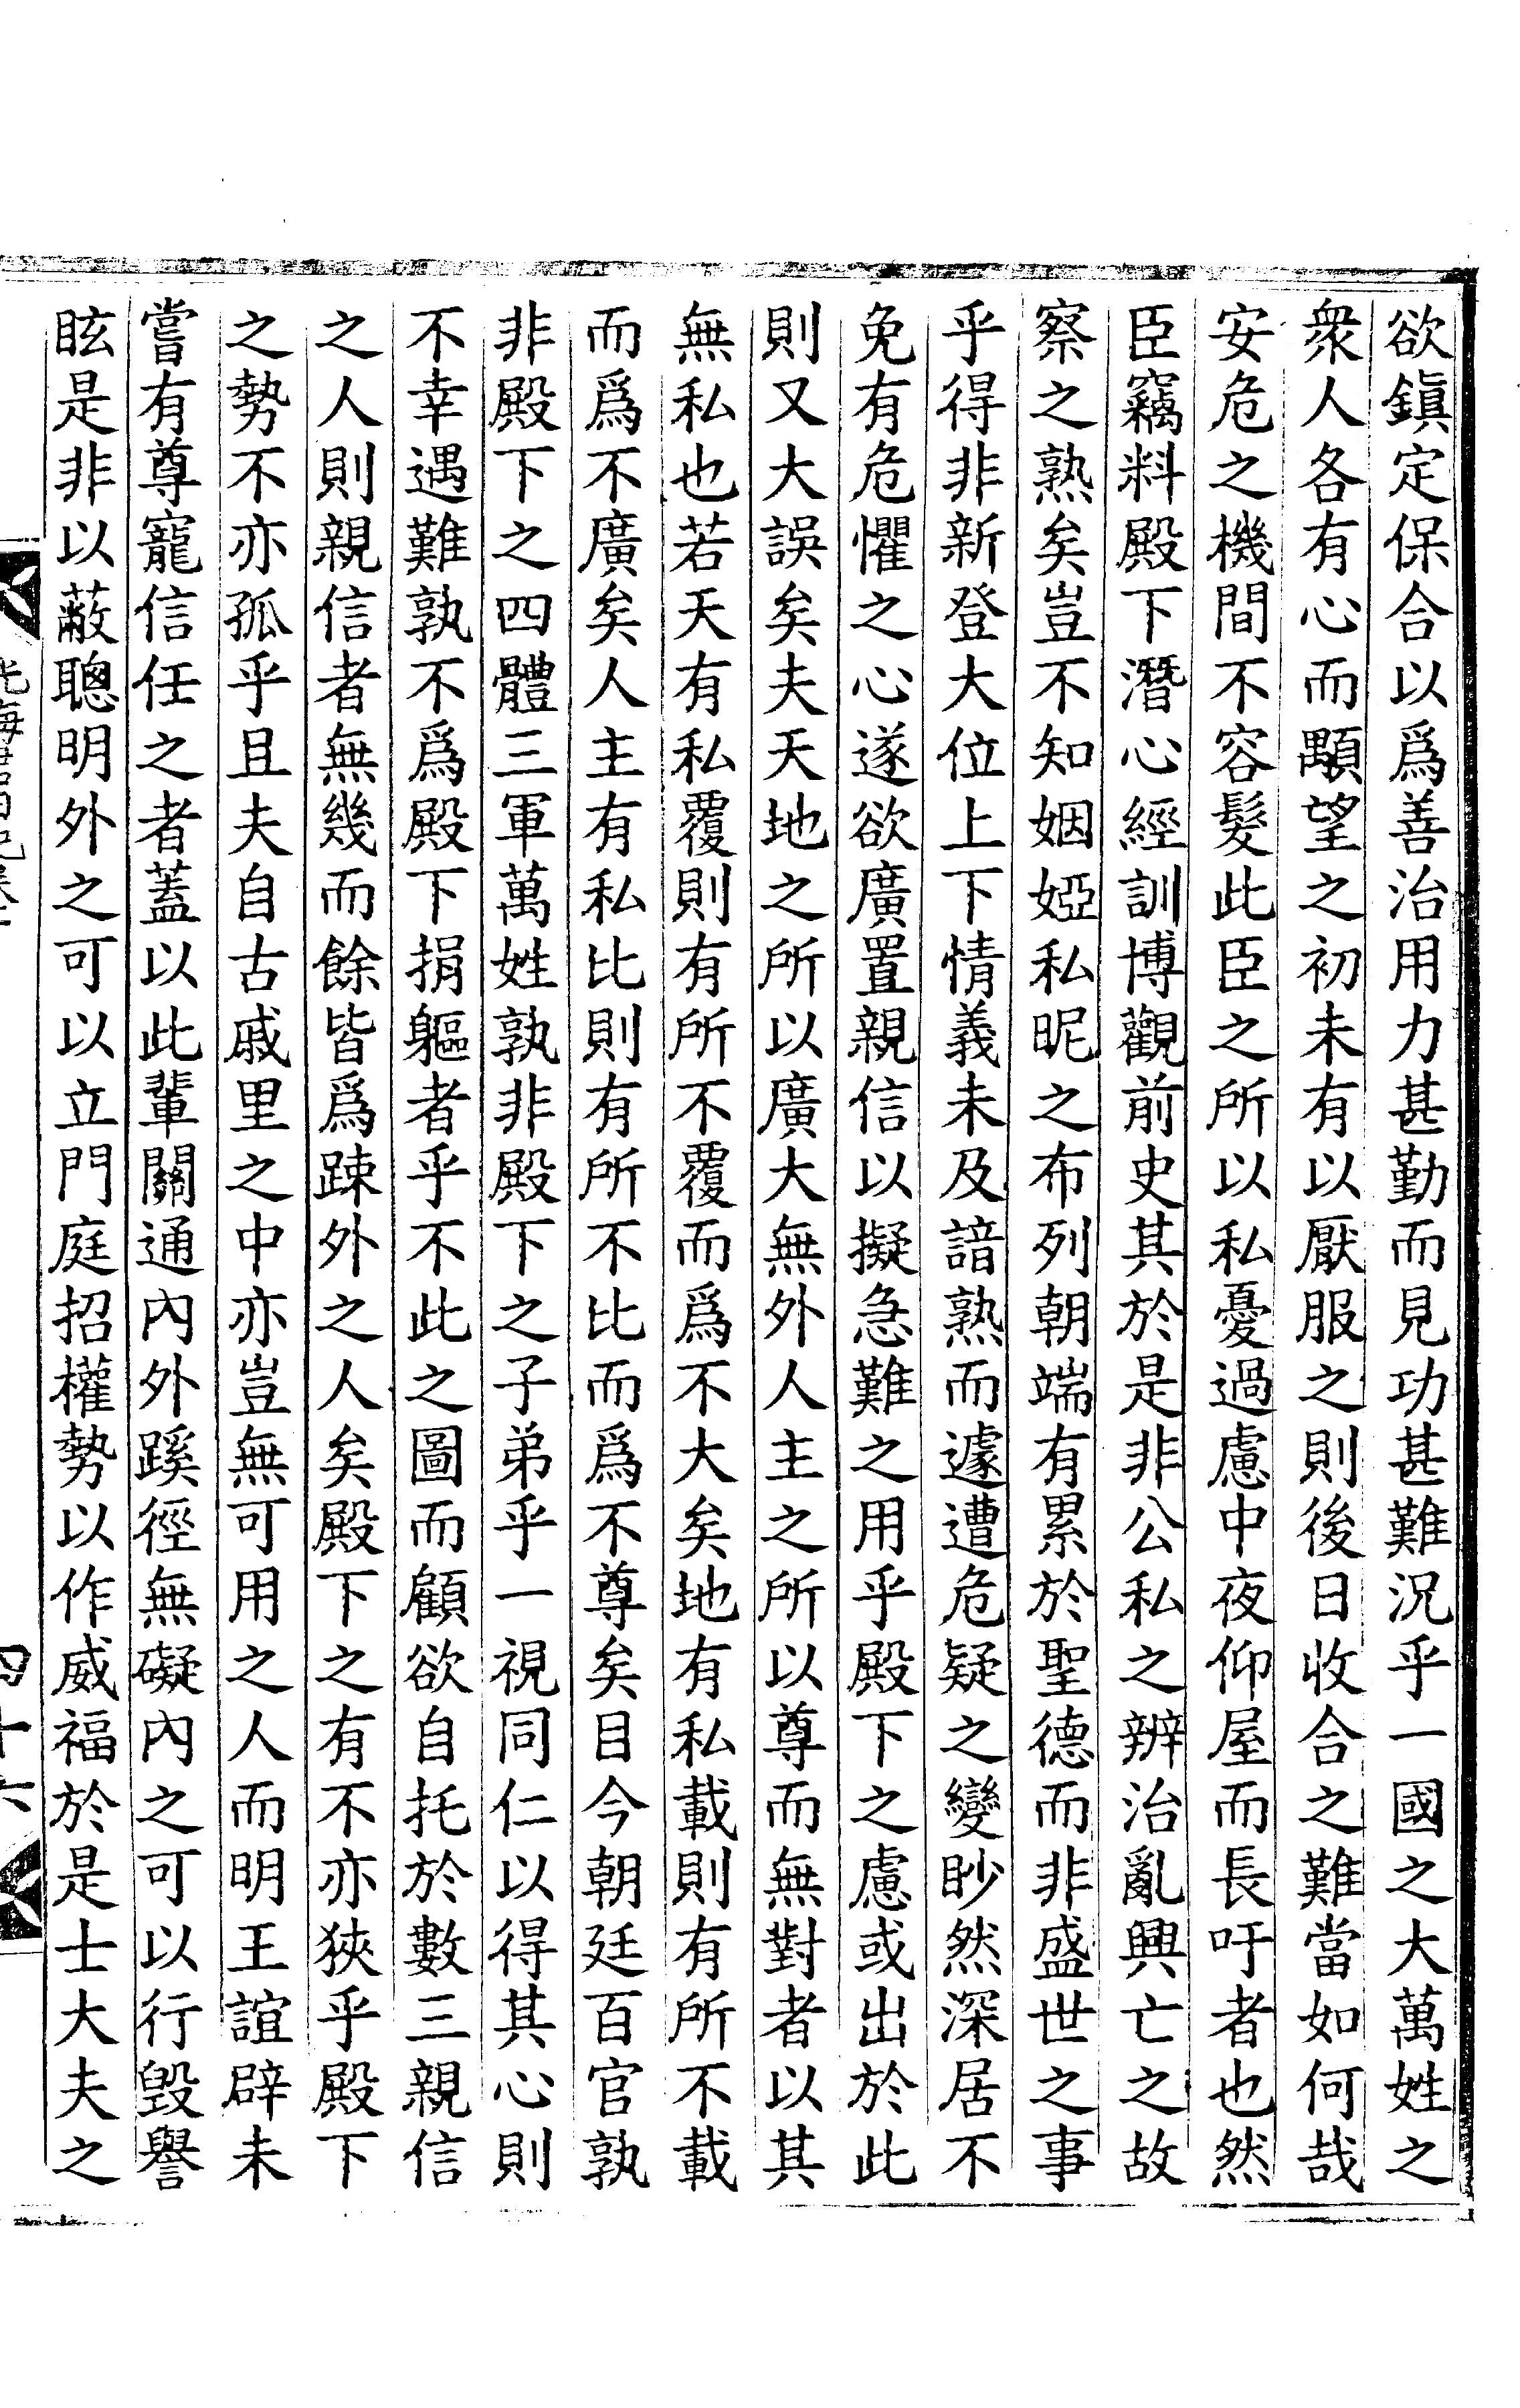 欲鎭定保合以爲善治用力甚勤而見功甚難況乎一國之大萬姓之
衆人各有心而顒望之初未有以厭服之則後日收合之難當如何哉
安危之機間不容髮此臣之所以私憂過慮中夜仰屋而長吁者也然
臣竊料殿下潛心經訓博觀前史其於是非公私之辨治亂興亡之故
察之熟矣豈不知姻婭私昵之布列朝端有累於聖德而非盛世之事
乎得非新登大位上下情義未及諳熟而遽遭危疑之變眇然深居不
免有危懼之心遂欲廣置親信以擬急難之用乎殿下之慮或出於此
則又大誤矣夫天地之所以廣大無外人主之所以尊而無對者以其
無私也若天有私覆則有所不覆而爲不大矣地有私載則有所不載
而爲不廣矣人主有私比則有所不比而爲不尊矣目今朝廷百官孰
非殿下之四體三軍萬姓孰非殿下之子弟乎一視同仁以得其心則
不幸遇難孰不爲殿下捐軀者乎不此之圖而顧欲自托於數三親信
之人則親信者無幾而餘皆爲踈外之人矣殿下之有不亦狹乎殿下
之勢不亦孤乎且夫自古戚里之中亦豈無可用之人而明王誼辟未
嘗有尊寵信任之者蓋以此輩關通內外蹊徑無礙內之可以行毁譽
眩是非以蔽聰明外之可以立門庭招權勢以作威福於是士大夫之
四十六